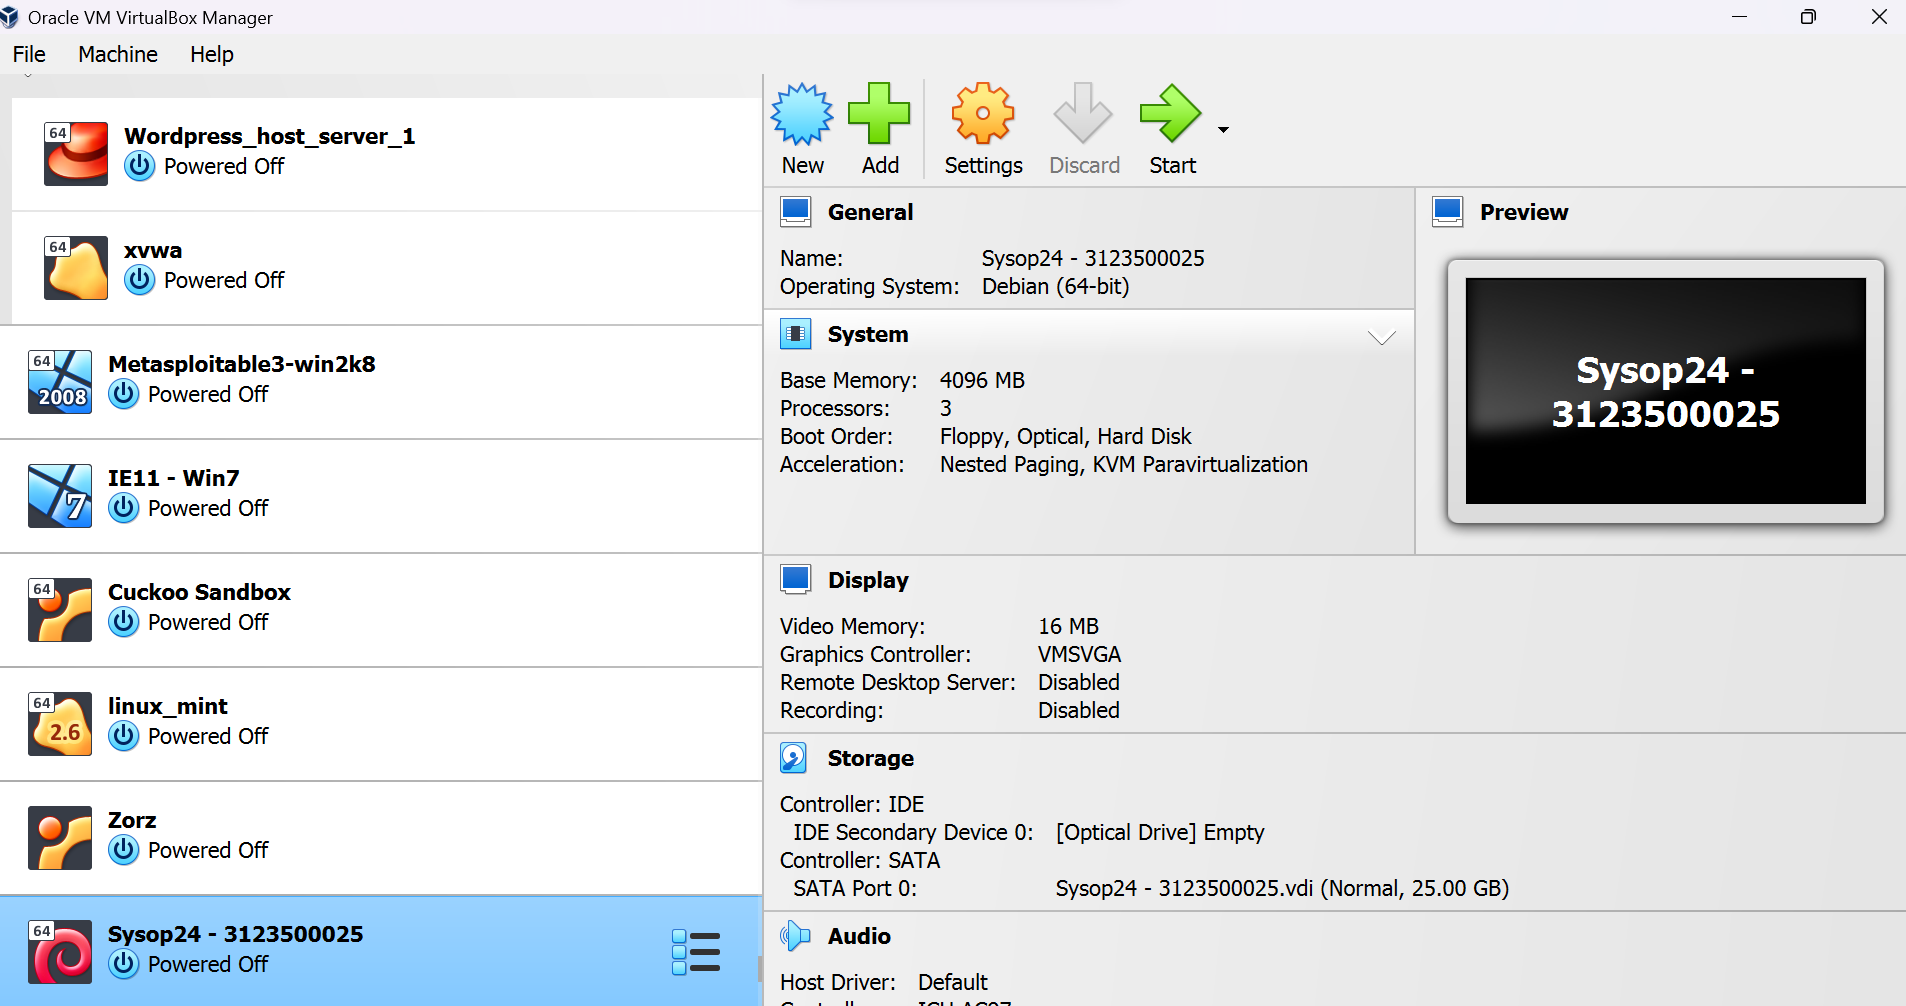 Oracle VM VirtualBox Manager
File Machine Help
64 Wordpress_host_server_1
Powered Off
64 xvwa
Powered Off
64 2008 Metasploitable3-win2k8
Powered Off
64 7 IE11 - Win7
Powered Off
64 Cuckoo Sandbox
Powered Off
64 2.6 linux_mint
Powered Off
Zorz
Powered Off
64 Sysop24 - 3123500025
Powered Off
New Add Settings Discard Start
General
Name: Sysop24 - 3123500025
Operating System: Debian (64-bit)
System
Base Memory: 4096 MB
Processors: 3
Boot Order: Floppy, Optical, Hard Disk
Acceleration: Nested Paging, KVM Paravirtualization
Preview
Sysop24 -
3123500025
Display
Video Memory: 16 MB
Graphics Controller: VMSVGA
Remote Desktop Server: Disabled
Recording: Disabled
Storage
Controller: IDE
IDE Secondary Device 0: [Optical Drive] Empty
Controller: SATA
SATA Port 0: Sysop24 - 3123500025.vdi (Normal, 25.00 GB)
Audio
Host Driver: Default